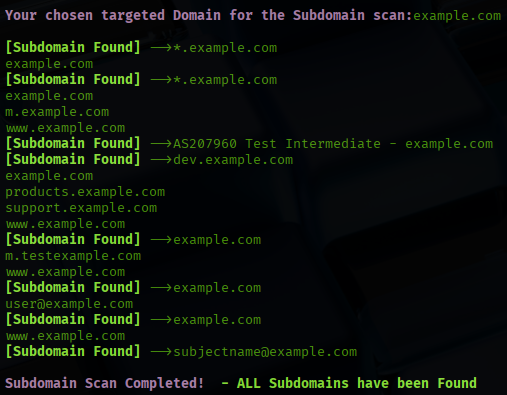 Your chosen targeted Domain for the Subdomain scan:example.com
[Subdomain Found] -->*.example.com
example.com
[Subdomain Found] -->*.example.com
example.com
m.example.com
www.example.com
[Subdomain Found] -->AS207960 Test Intermediate - example.com
[Subdomain Found] -->dev.example.com
example.com
products.example.com
support.example.com
www.example.com
[Subdomain Found] -->example.com
m.testexample.com
www.example.com
[Subdomain Found] -->example.com
user@example.com
[Subdomain Found] -->example.com
www.example.com
[Subdomain Found] -->subjectname@example.com
Subdomain Scan Completed!  - ALL Subdomains have been Found